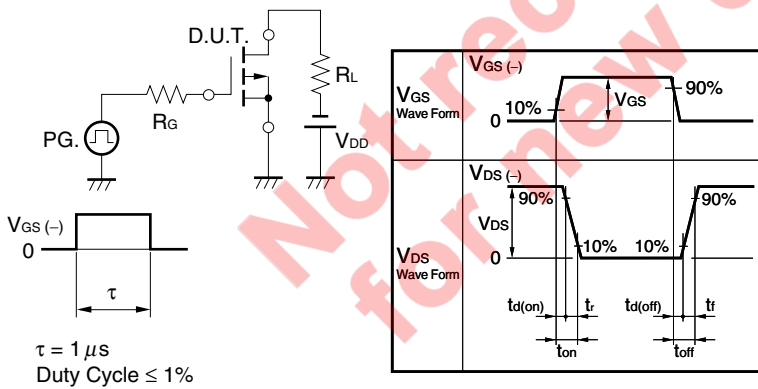 D.U.T.
RL
RG
PG.
VDD
VGS (−)
0
τ
τ = 1 μs
Duty Cycle ≤ 1%
VGS
Wave Form
VGS (−)
10%
VGS
90%
0
VDS
Wave Form
VDS (−)
90%
90%
VDS
10%
10%
0
td(on)
tr
td(off)
tf
ton
toff
Not rec
for new